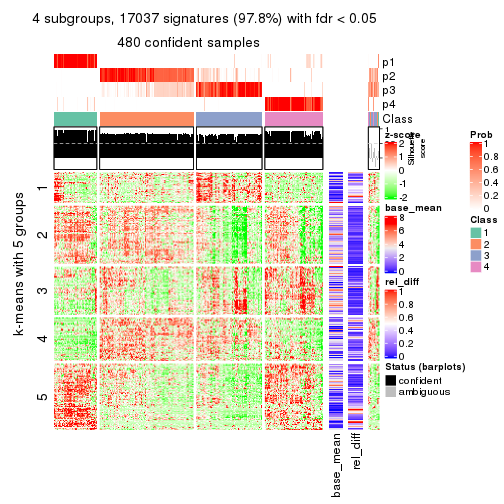 4 subgroups, 17037 signatures (97.8%) with fdr < 0.05
480 confident samples
p1
p2
p3
p4
Class
1
Silhouette
score
z-score
2
1
0
-1
-2
Prob
1
0.8
0.6
0.4
0.2
0
base_mean
8
6
4
2
0
Class
1
2
3
4
rel_diff
1
0.8
0.6
0.4
0.2
0
Status (barplots)
confident
ambiguous
k-means with 5 groups
1
2
3
4
5
base_mean
rel_diff